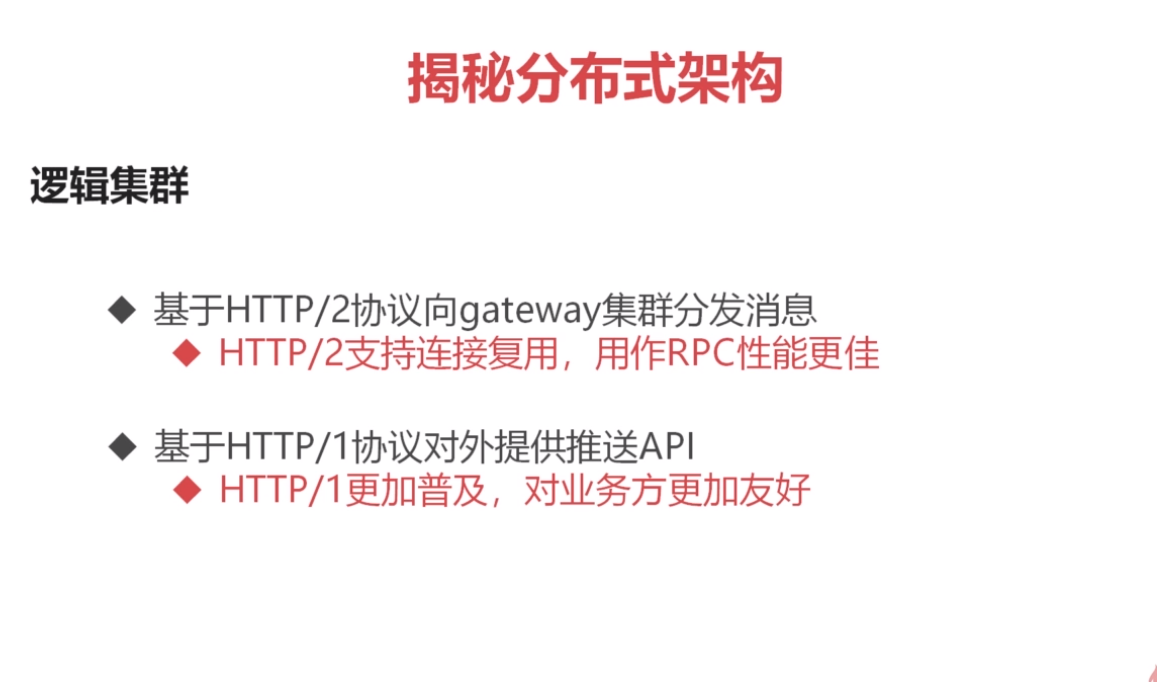 揭秘分布式架构
逻辑集群
◆ 基于HTTP/2协议向gateway集群分发消息
◆ HTTP/2支持连接复用，用作RPC性能更佳
◆ 基于HTTP/1协议对外提供推送API
◆ HTTP/1更加普及，对业务方更加友好